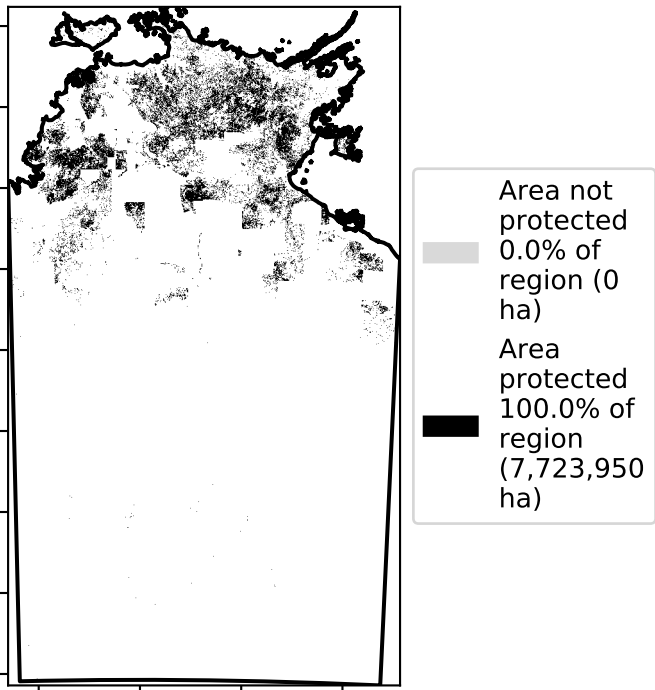 Area not
protected
0.0% of
region (0
ha)
Area
protected
100.0% of
region
(7,723,950
ha)